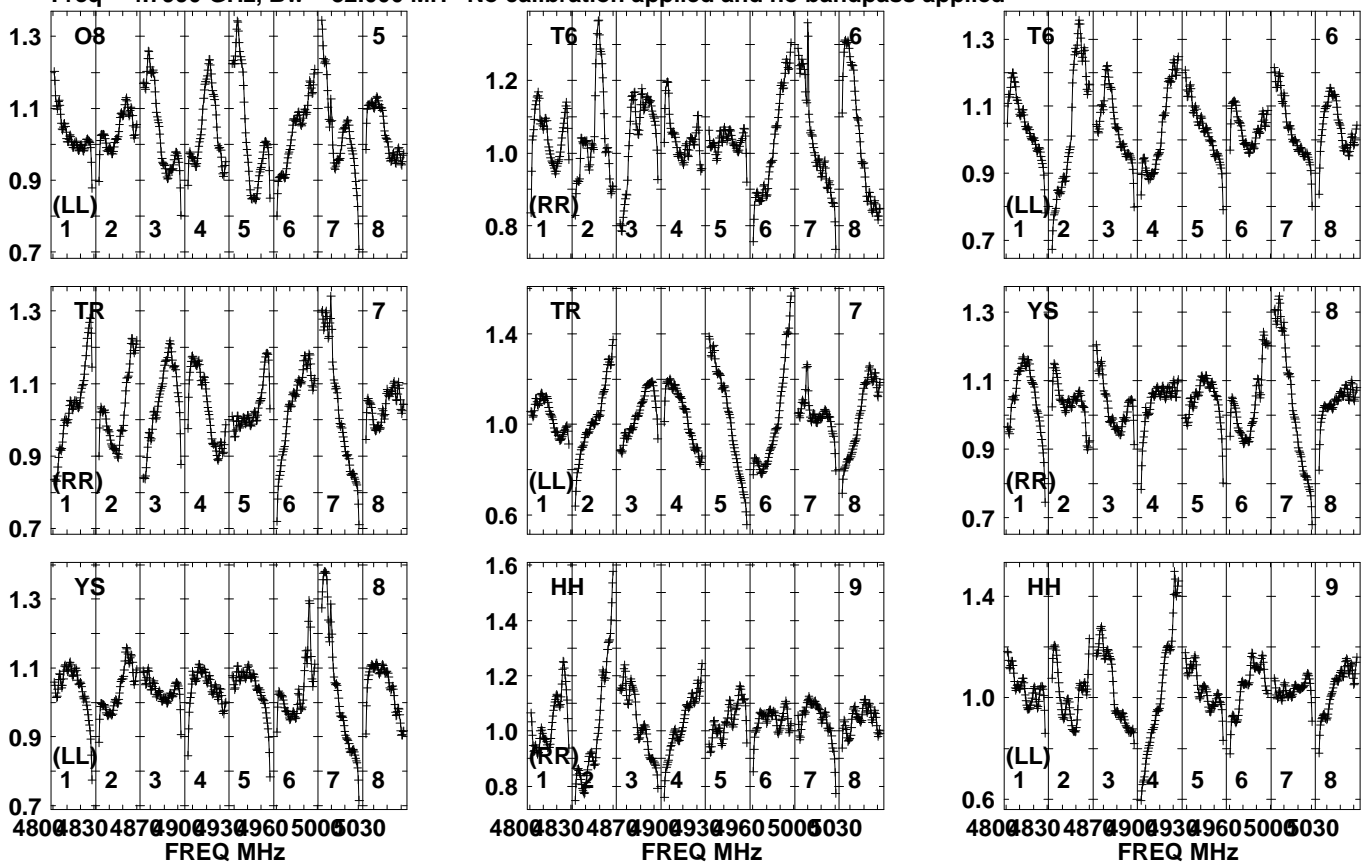 No calibration applied and no bandpass applied
O8 5 T6 6 T6 6
1.3 1.1 0.9 0.7
1.2 1.0 0.8
1.3 1.1 0.9 0.7
(LL) (RR) (LL)
1 2 3 4 5 6 7 8
1 2 3 4 5 6 7 8
1 2 3 4 5 6 7 8
TR 7 TR 7 YS 8
1.3 1.1 0.9 0.7
1.4 1.0 0.6
1.3 1.1 0.9 0.7
(RR) (LL) (RR)
1 2 3 4 5 6 7 8
1 2 3 4 5 6 7 8
1 2 3 4 5 6 7 8
YS 8 HH 9 HH 9
1.3 1.1 0.9 0.7
1.6 1.4 1.2 1.0 0.8
1.4 1.0 0.6
(LL) (RR) (LL)
1 2 3 4 5 6 7 8
1 2 3 4 5 6 7 8
1 2 3 4 5 6 7 8
4800 4830 4870 4900 4930 4960 5000 5030
4800 4830 4870 4900 4930 4960 5000 5030
4800 4830 4870 4900 4930 4960 5000 5030
FREQ MHz FREQ MHz FREQ MHz